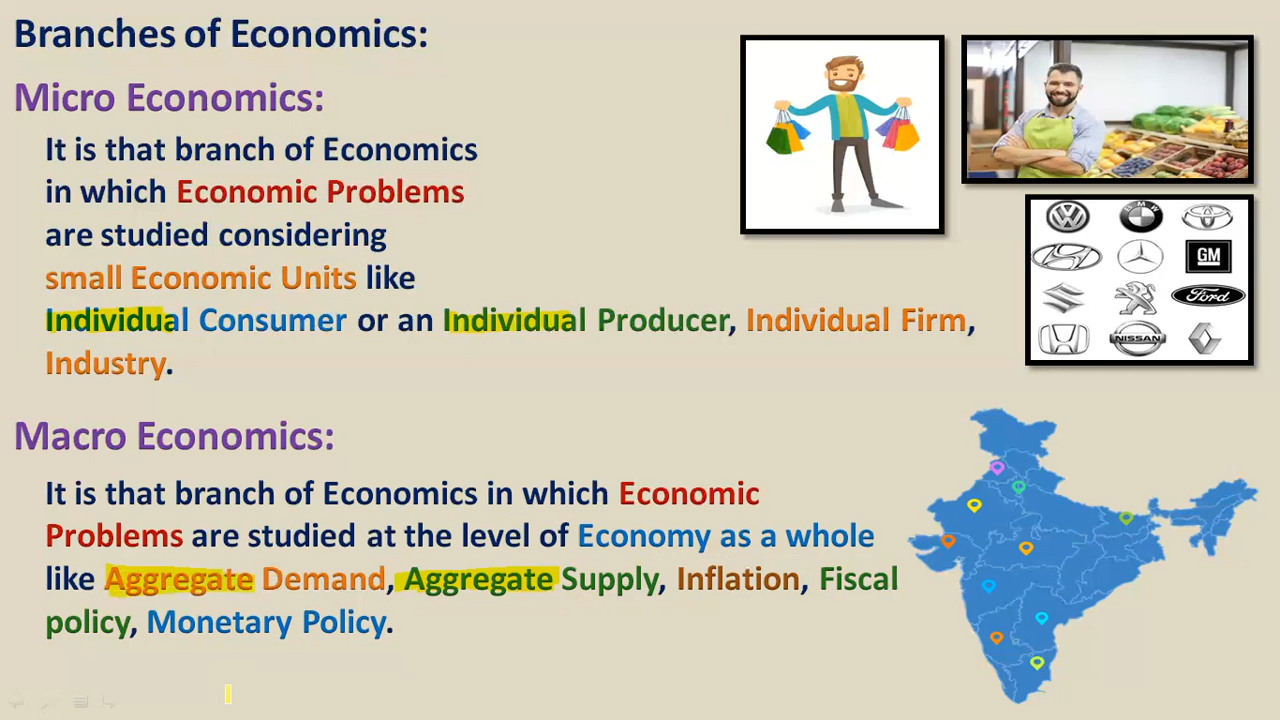 Branches of Economics:
Micro Economics:
It is that branch of Economics
in which Economic Problems
are studied considering
small Economic Units like
Individual Consumer or an Individual Producer, Individual Firm,
Industry.
BMW
GM
Ford
NISSAN
Macro Economics:
It is that branch of Economics in which Economic
Problems are studied at the level of Economy as a whole
like Aggregate Demand, Aggregate Supply, Inflation, Fiscal
policy, Monetary Policy.